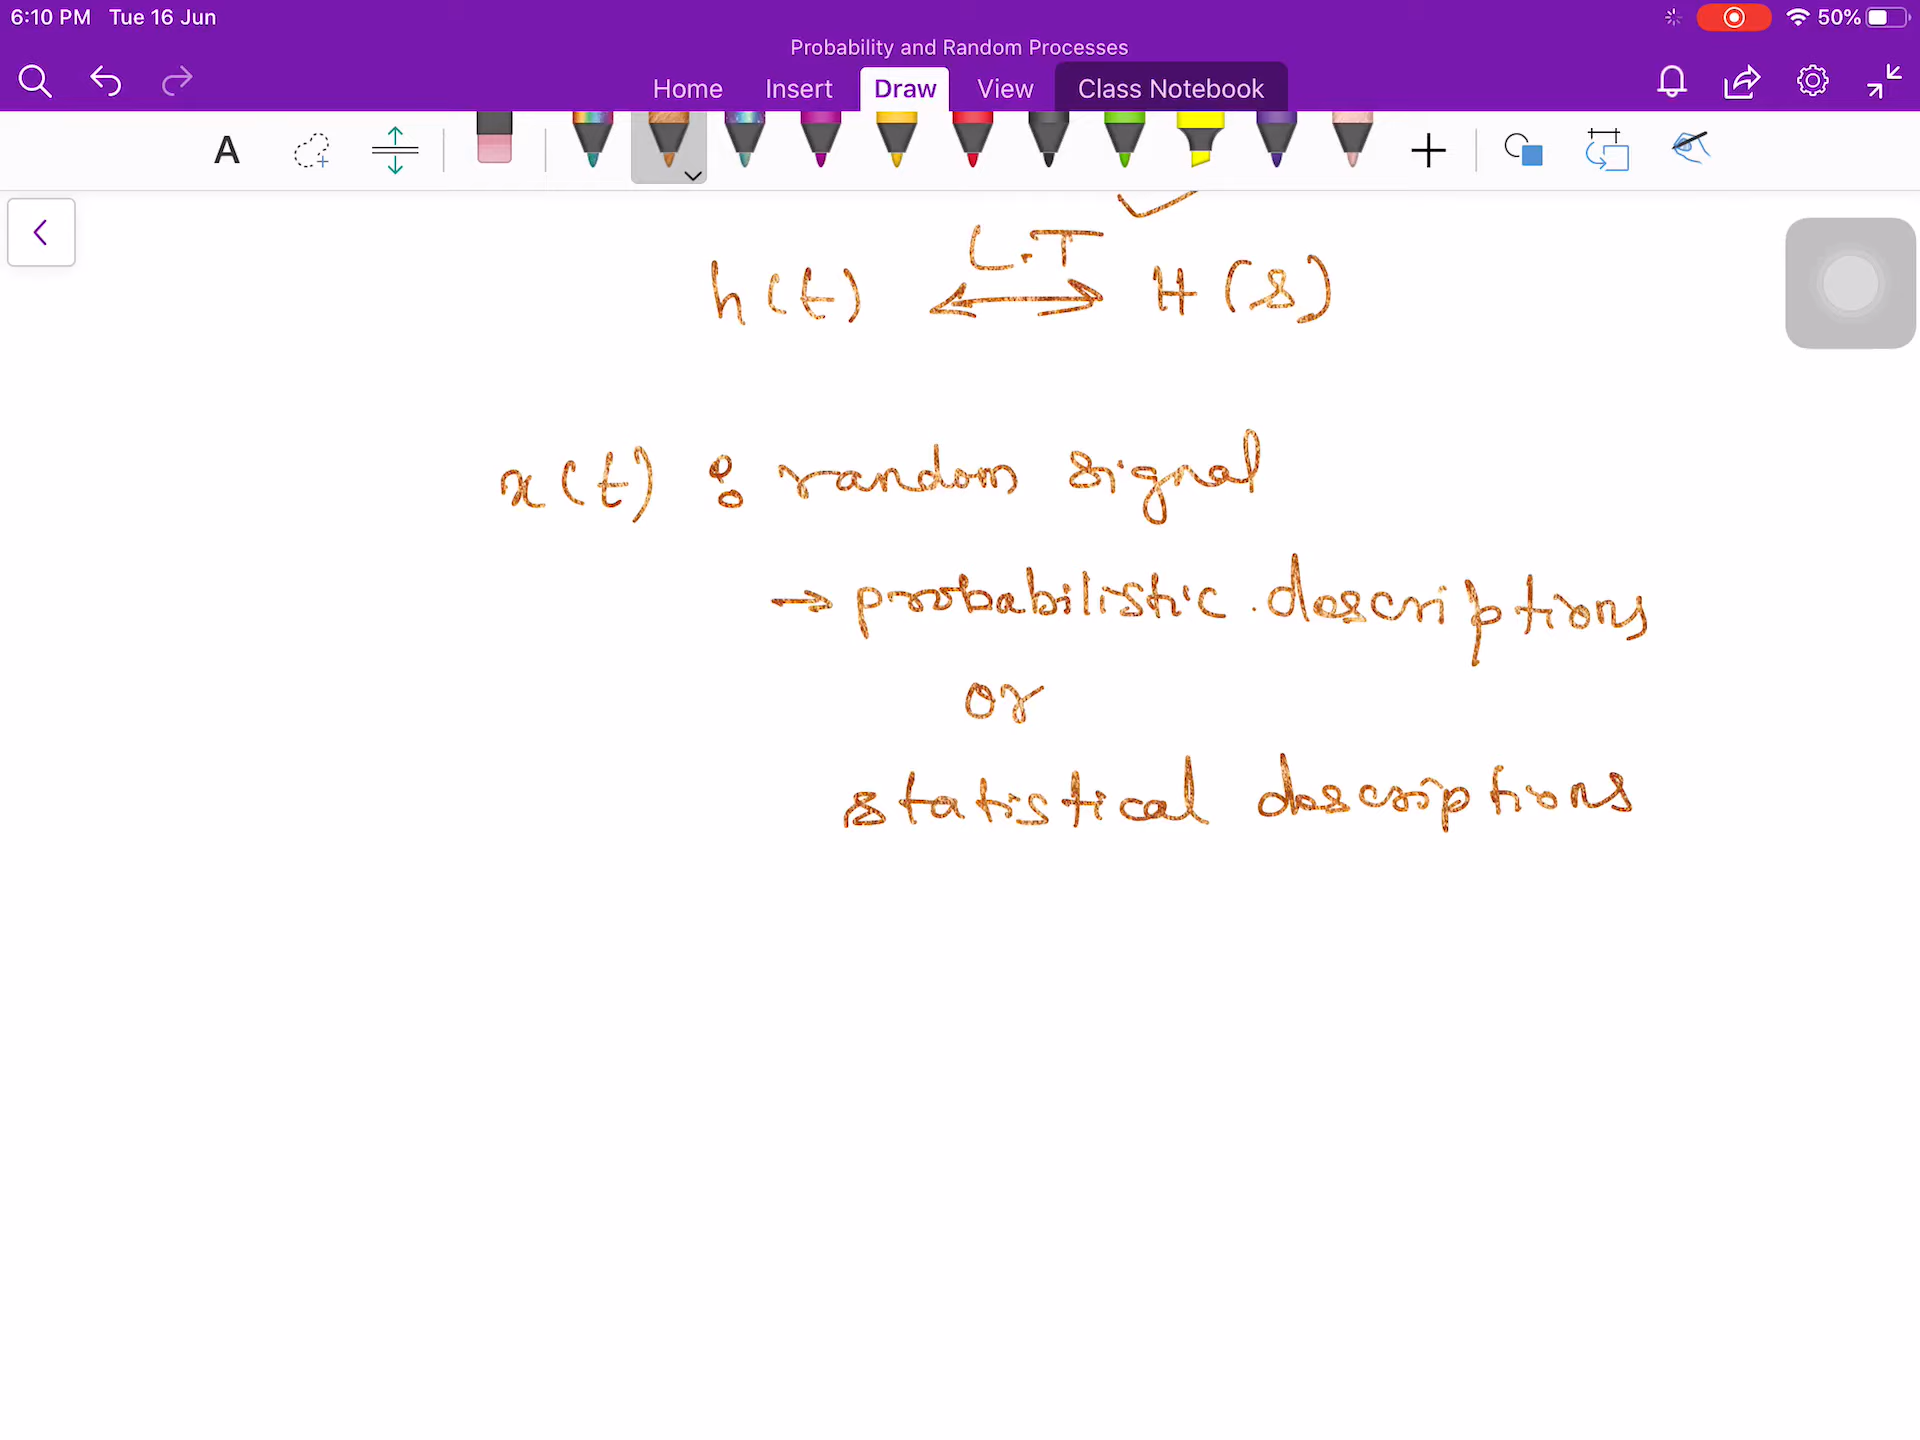 6:10 PM Tue 16 Jun 50%
Probability and Random Processes
Home Insert Draw View Class Notebook
A
L.T
h(t) ⟷ H(s)
x(t) : random signal
→ probabilistic descriptions
or
statistical descriptions